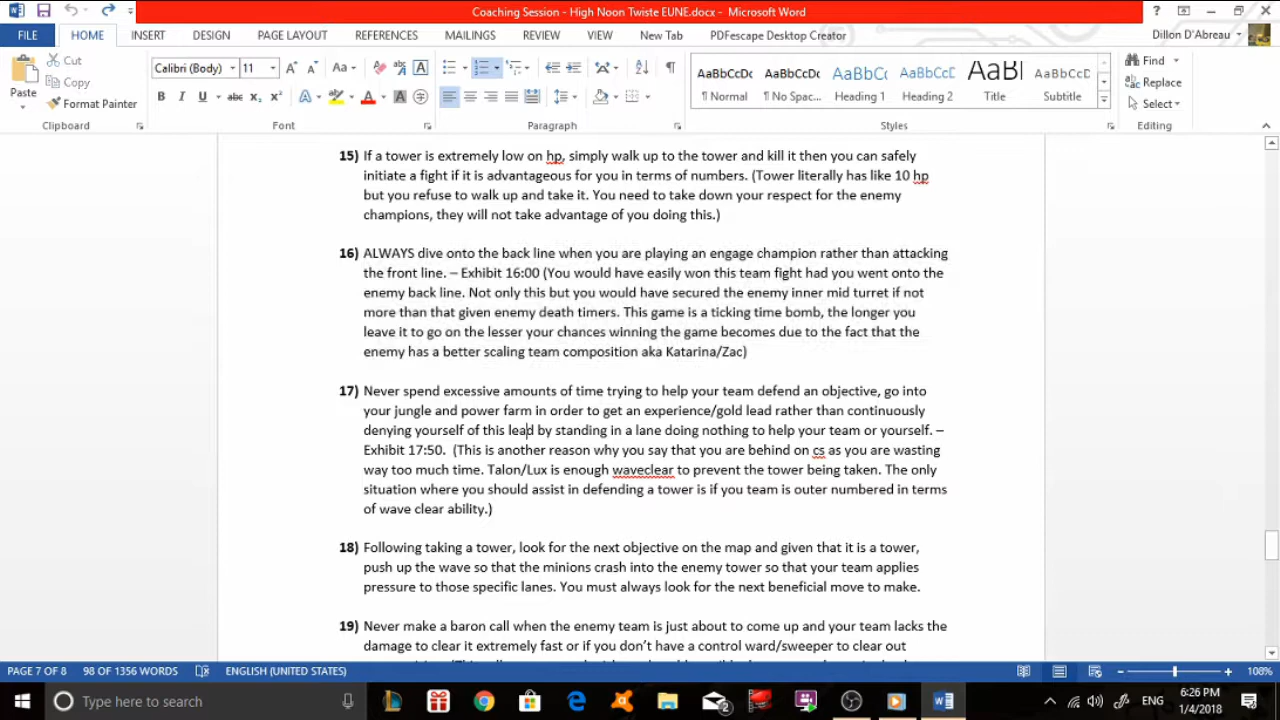 Coaching Session - High Noon Twiste EUNE.docx - Microsoft Word
FILE HOME INSERT DESIGN PAGE LAYOUT REFERENCES MAILINGS REVIEW VIEW New Tab PDFescape Desktop Creator Dillon D'Abreau
Paste
Cut
Copy
Format Painter
Clipboard
Calibri (Body) 11
Font
Paragraph
AaBbCcDc AaBbCcDc AaBbCc AaBbCcD AaBl AaBbCcD
¶ Normal ¶ No Spac... Heading 1 Heading 2 Title Subtitle
Styles
Find
Replace
Select
Editing
15) If a tower is extremely low on hp, simply walk up to the tower and kill it then you can safely
initiate a fight if it is advantageous for you in terms of numbers. (Tower literally has like 10 hp
but you refuse to walk up and take it. You need to take down your respect for the enemy
champions, they will not take advantage of you doing this.)
16) ALWAYS dive onto the back line when you are playing an engage champion rather than attacking
the front line. – Exhibit 16:00 (You would have easily won this team fight had you went onto the
enemy back line. Not only this but you would have secured the enemy inner mid turret if not
more than that given enemy death timers. This game is a ticking time bomb, the longer you
leave it to go on the lesser your chances winning the game becomes due to the fact that the
enemy has a better scaling team composition aka Katarina/Zac)
17) Never spend excessive amounts of time trying to help your team defend an objective, go into
your jungle and power farm in order to get an experience/gold lead rather than continuously
denying yourself of this lead by standing in a lane doing nothing to help your team or yourself. –
Exhibit 17:50. (This is another reason why you say that you are behind on cs as you are wasting
way too much time. Talon/Lux is enough waveclear to prevent the tower being taken. The only
situation where you should assist in defending a tower is if you team is outer numbered in terms
of wave clear ability.)
18) Following taking a tower, look for the next objective on the map and given that it is a tower,
push up the wave so that the minions crash into the enemy tower so that your team applies
pressure to those specific lanes. You must always look for the next beneficial move to make.
19) Never make a baron call when the enemy team is just about to come up and your team lacks the
damage to clear it extremely fast or if you don't have a control ward/sweeper to clear out
PAGE 7 OF 8 98 OF 1356 WORDS ENGLISH (UNITED STATES) 108%
Type here to search
2
ENG
6:26 PM
1/4/2018